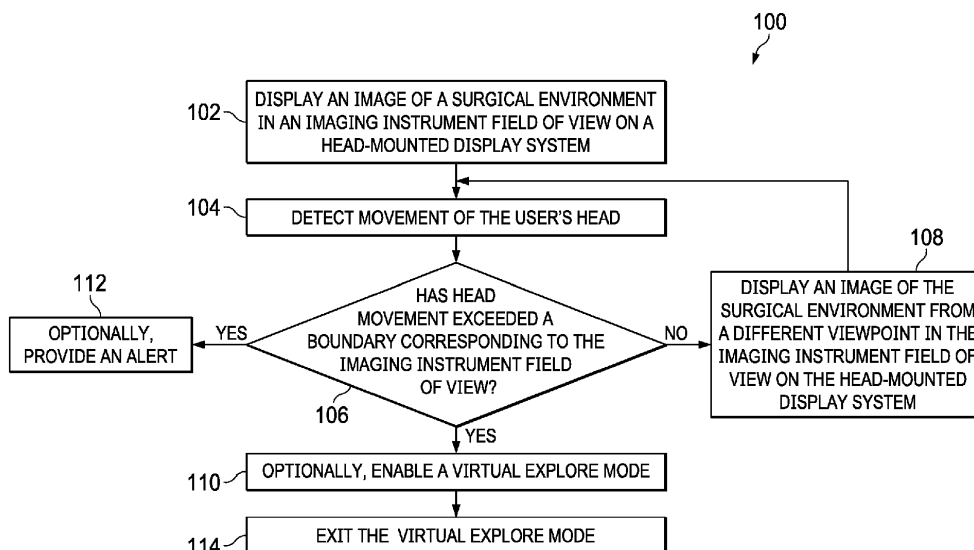 100
102
DISPLAY AN IMAGE OF A SURGICAL ENVIRONMENT
IN AN IMAGING INSTRUMENT FIELD OF VIEW ON A
HEAD-MOUNTED DISPLAY SYSTEM
104
DETECT MOVEMENT OF THE USER'S HEAD
108
112
HAS HEAD
MOVEMENT EXCEEDED A
BOUNDARY CORRESPONDING TO THE
IMAGING INSTRUMENT FIELD
OF VIEW?
106
OPTIONALLY,
PROVIDE AN ALERT
YES
NO
DISPLAY AN IMAGE OF THE
SURGICAL ENVIRONMENT FROM
A DIFFERENT VIEWPOINT IN THE
IMAGING INSTRUMENT FIELD OF
VIEW ON THE HEAD-MOUNTED
DISPLAY SYSTEM
YES
110
OPTIONALLY, ENABLE A VIRTUAL EXPLORE MODE
114
EXIT THE VIRTUAL EXPLORE MODE